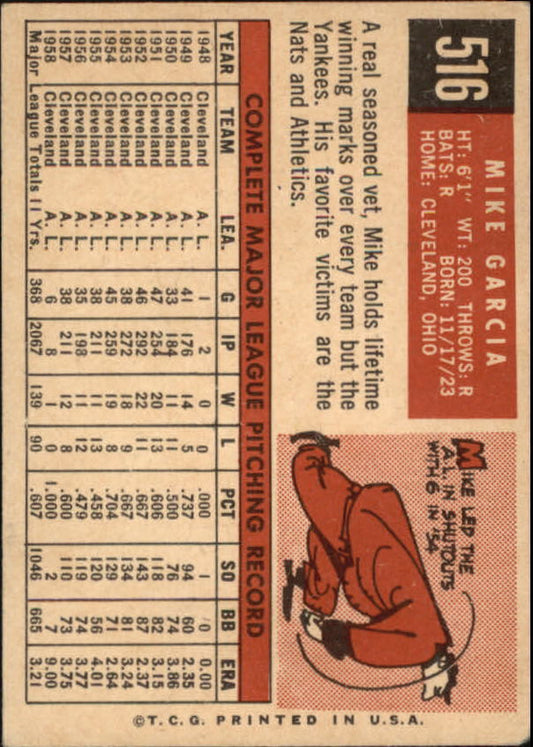 516
MIKE GARCIA
HT: 6'1" WT: 200 THROWS: R
BATS: R BORN: 11/17/23
HOME: CLEVELAND, OHIO
A real seasoned vet, Mike holds lifetime
winning marks over every team but the
Yankees. His favorite victims are the
Nats and Athletics.
MIKE LED THE
A.L. IN SHUTOUTS
WITH 6 IN '54
COMPLETE MAJOR LEAGUE PITCHING RECORD
YEAR TEAM LEA. G IP W L PCT SO BB ERA
1948 Cleveland A. L. 1 2 0 0 .000 1 0 0.00
1949 Cleveland A. L. 41 176 14 5 .737 94 60 2.35
1950 Cleveland A. L. 33 184 11 11 .500 76 74 3.86
1951 Cleveland A. L. 47 254 20 13 .606 118 82 3.15
1952 Cleveland A. L. 46 292 22 11 .667 143 87 2.37
1953 Cleveland A. L. 38 272 18 9 .667 134 81 3.24
1954 Cleveland A. L. 45 259 19 8 .704 129 71 2.64
1955 Cleveland A. L. 38 211 11 13 .458 120 56 4.01
1956 Cleveland A. L. 35 198 11 12 .479 119 74 3.77
1957 Cleveland A. L. 38 211 12 8 .600 110 73 3.75
1958 Cleveland A. L. 6 8 1 0 1.000 2 7 9.00
Major League Totals 11 Yrs. 368 2067 139 90 .607 1046 665 3.21
©T.C.G. PRINTED IN U.S.A.